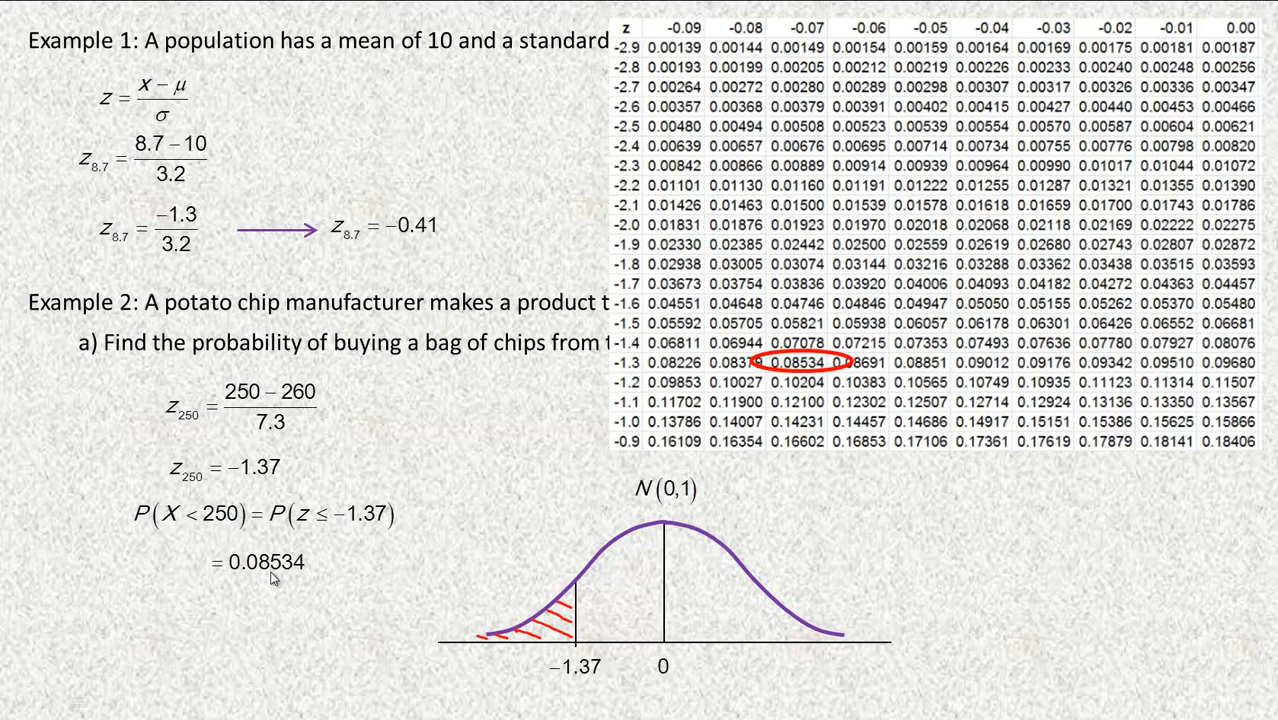 Example 1: A population has a mean of 10 and a standard
z = x − μ / σ
z8.7 = 8.7 − 10 / 3.2
z8.7 = −1.3 / 3.2 → z8.7 = −0.41
Example 2: A potato chip manufacturer makes a product t
a) Find the probability of buying a bag of chips from
z250 = 250 − 260 / 7.3
z250 = −1.37
P(X < 250) = P(z ≤ −1.37)
= 0.08534
z -0.09 -0.08 -0.07 -0.06 -0.05 -0.04 -0.03 -0.02 -0.01 0.00
-2.9 0.00139 0.00144 0.00149 0.00154 0.00159 0.00164 0.00169 0.00175 0.00181 0.00187
-2.8 0.00193 0.00199 0.00205 0.00212 0.00219 0.00226 0.00233 0.00240 0.00248 0.00256
-2.7 0.00264 0.00272 0.00280 0.00289 0.00298 0.00307 0.00317 0.00326 0.00336 0.00347
-2.6 0.00357 0.00368 0.00379 0.00391 0.00402 0.00415 0.00427 0.00440 0.00453 0.00466
-2.5 0.00480 0.00494 0.00508 0.00523 0.00539 0.00554 0.00570 0.00587 0.00604 0.00621
-2.4 0.00639 0.00657 0.00676 0.00695 0.00714 0.00734 0.00755 0.00776 0.00798 0.00820
-2.3 0.00842 0.00866 0.00889 0.00914 0.00939 0.00964 0.00990 0.01017 0.01044 0.01072
-2.2 0.01101 0.01130 0.01160 0.01191 0.01222 0.01255 0.01287 0.01321 0.01355 0.01390
-2.1 0.01426 0.01463 0.01500 0.01539 0.01578 0.01618 0.01659 0.01700 0.01743 0.01786
-2.0 0.01831 0.01876 0.01923 0.01970 0.02018 0.02068 0.02118 0.02169 0.02222 0.02275
-1.9 0.02330 0.02385 0.02442 0.02500 0.02559 0.02619 0.02680 0.02743 0.02807 0.02872
-1.8 0.02938 0.03005 0.03074 0.03144 0.03216 0.03288 0.03362 0.03438 0.03515 0.03593
-1.7 0.03673 0.03754 0.03836 0.03920 0.04006 0.04093 0.04182 0.04272 0.04363 0.04457
-1.6 0.04551 0.04648 0.04746 0.04846 0.04947 0.05050 0.05155 0.05262 0.05370 0.05480
-1.5 0.05592 0.05705 0.05821 0.05938 0.06057 0.06178 0.06301 0.06426 0.06552 0.06681
-1.4 0.06811 0.06944 0.07078 0.07215 0.07353 0.07493 0.07636 0.07780 0.07927 0.08076
-1.3 0.08226 0.08379 0.08534 0.08691 0.08851 0.09012 0.09176 0.09342 0.09510 0.09680
-1.2 0.09853 0.10027 0.10204 0.10383 0.10565 0.10749 0.10935 0.11123 0.11314 0.11507
-1.1 0.11702 0.11900 0.12100 0.12302 0.12507 0.12714 0.12924 0.13136 0.13350 0.13567
-1.0 0.13786 0.14007 0.14231 0.14457 0.14686 0.14917 0.15151 0.15386 0.15625 0.15866
-0.9 0.16109 0.16354 0.16602 0.16853 0.17106 0.17361 0.17619 0.17879 0.18141 0.18406
N(0,1)
−1.37 0